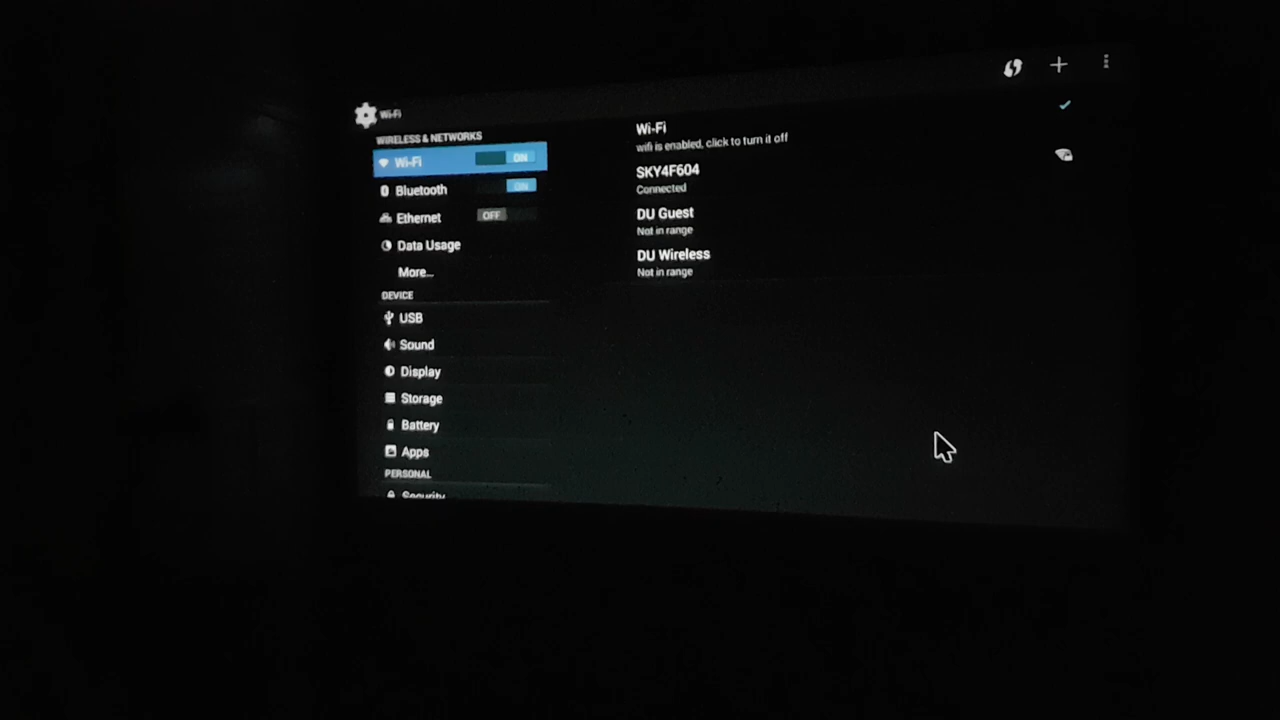 Wi-Fi
WIRELESS & NETWORKS
Wi-Fi ON
Bluetooth ON
Ethernet OFF
Data Usage
More...
DEVICE
USB
Sound
Display
Storage
Battery
Apps
PERSONAL
Security
Wi-Fi
wifi is enabled, click to turn it off
SKY4F604
Connected
DU Guest
Not in range
DU Wireless
Not in range